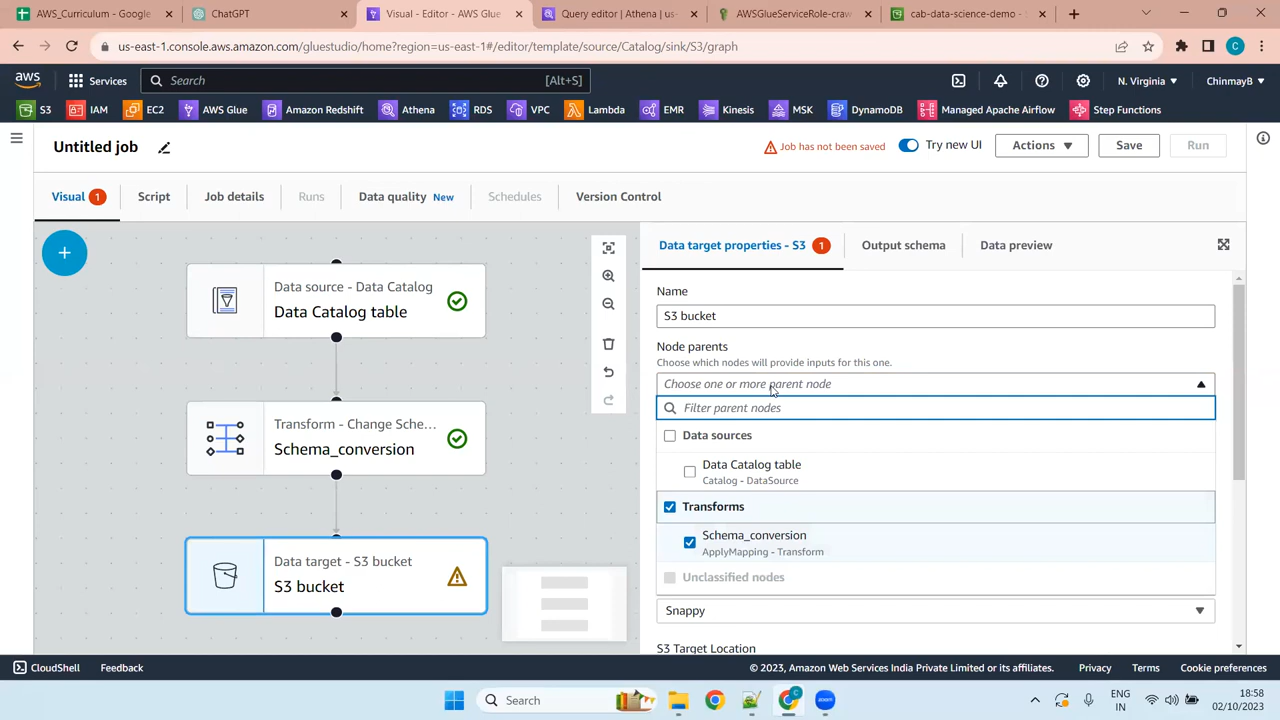 AWS_Curriculum - Google
ChatGPT
Visual - Editor - AWS Glue
Query editor | Athena | us-
AWSGlueServiceRole-craw
cab-data-science-demo -
us-east-1.console.aws.amazon.com/gluestudio/home?region=us-east-1#/editor/template/source/Catalog/sink/S3/graph
C
aws
Services
Search
[Alt+S]
N. Virginia
ChinmayB
S3
IAM
EC2
AWS Glue
Amazon Redshift
Athena
RDS
VPC
Lambda
EMR
Kinesis
MSK
DynamoDB
Managed Apache Airflow
Step Functions
Untitled job
Job has not been saved
Try new UI
Actions
Save
Run
Visual 1
Script
Job details
Runs
Data quality New
Schedules
Version Control
Data target properties - S3 1
Output schema
Data preview
Data source - Data Catalog
Data Catalog table
Transform - Change Sche...
Schema_conversion
Data target - S3 bucket
S3 bucket
Name
S3 bucket
Node parents
Choose which nodes will provide inputs for this one.
Choose one or more parent node
Filter parent nodes
Data sources
Data Catalog table
Catalog - DataSource
Transforms
Schema_conversion
ApplyMapping - Transform
Unclassified nodes
Snappy
S3 Target Location
CloudShell
Feedback
© 2023, Amazon Web Services India Private Limited or its affiliates.
Privacy
Terms
Cookie preferences
Search
zoom
ENG
IN
18:58
02/10/2023